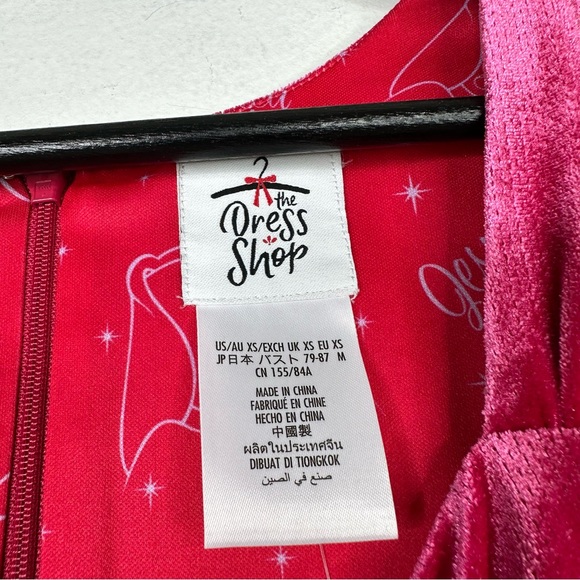 the
Dress
Shop
US/AU XS/EXCH UK XS EU XS
JP日本 バスト 79-87 M
CN 155/84A
MADE IN CHINA
FABRIQUÉ EN CHINE
HECHO EN CHINA
中國製
ผลิตในประเทศจีน
DIBUAT DI TIONGKOK
صنع في الصين